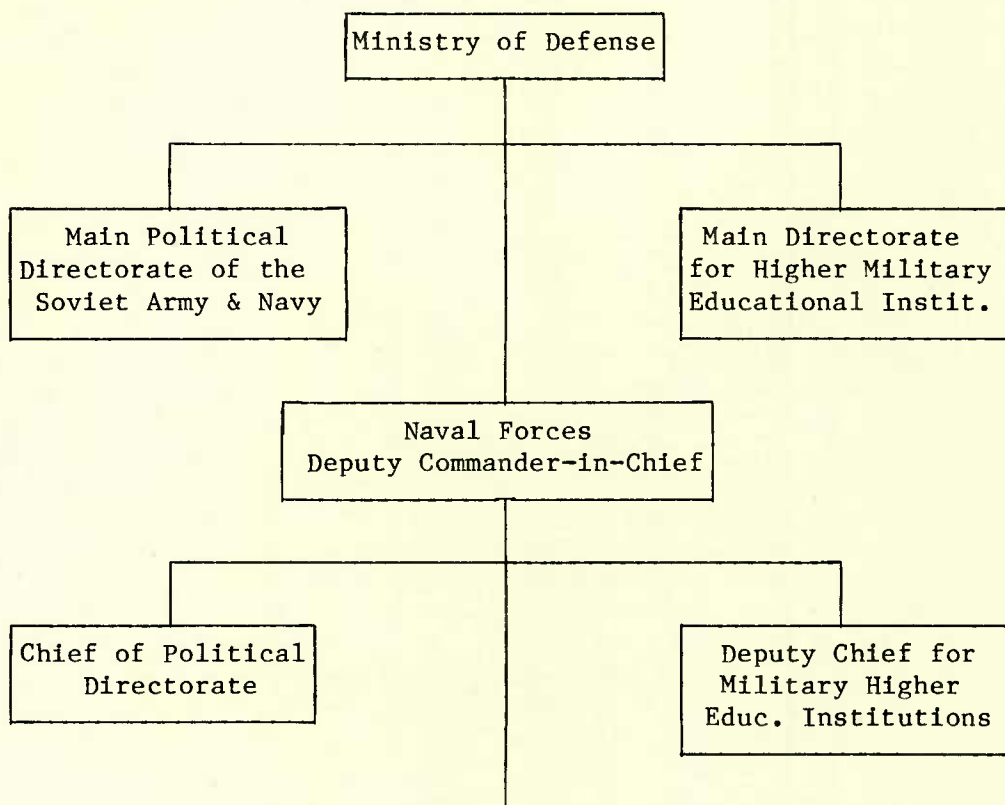 Ministry of Defense
Main Political
Directorate of the
Soviet Army & Navy
Main Directorate
for Higher Military
Educational Instit.
Naval Forces
Deputy Commander-in-Chief
Chief of Political
Directorate
Deputy Chief for
Military Higher
Educ. Institutions